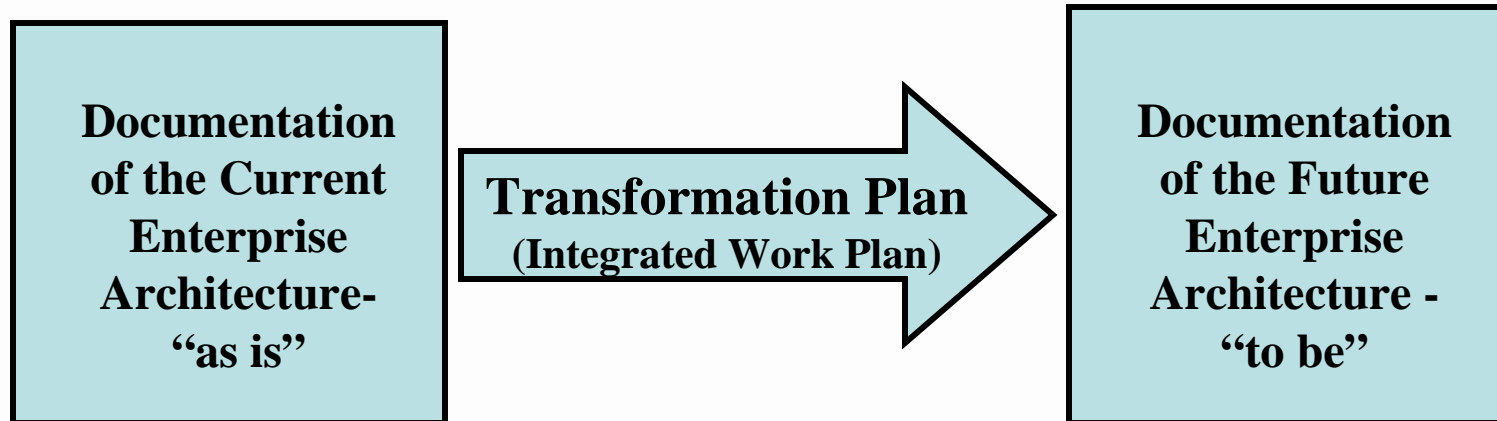 Documentation
of the Current
Enterprise
Architecture-
“as is”
Transformation Plan
(Integrated Work Plan)
Documentation
of the Future
Enterprise
Architecture -
“to be”